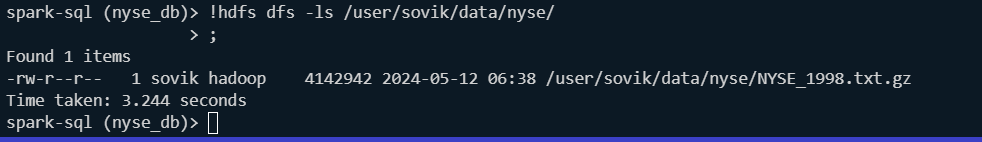 spark-sql (nyse_db)> !hdfs dfs -ls /user/sovik/data/nyse/
                   > ;
Found 1 items
-rw-r--r--   1 sovik hadoop    4142942 2024-05-12 06:38 /user/sovik/data/nyse/NYSE_1998.txt.gz
Time taken: 3.244 seconds
spark-sql (nyse_db)>